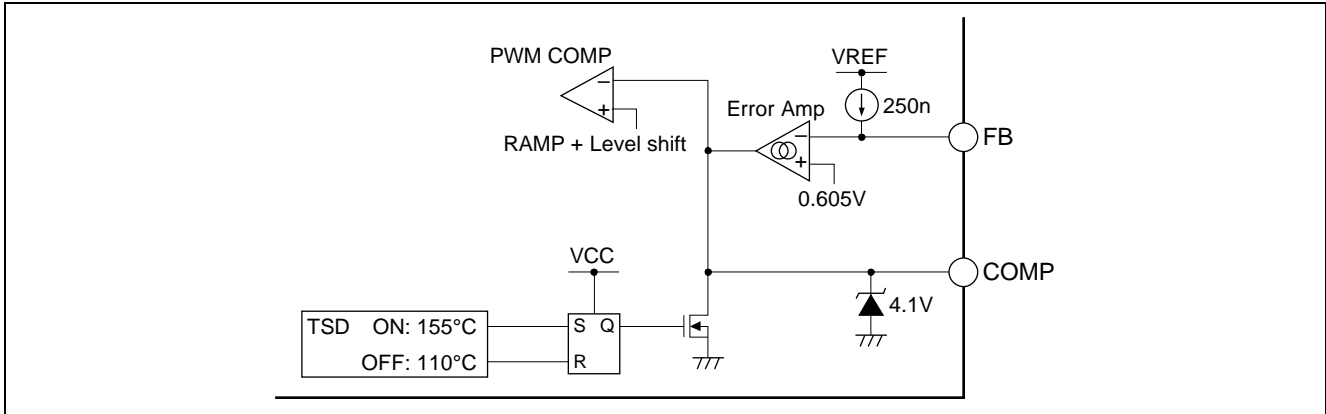 PWM COMP
−
+
RAMP + Level shift
Error Amp
−
+
0.605V
VREF
250n
FB
COMP
4.1V
VCC
TSD ON: 155°C
OFF: 110°C
S Q
R